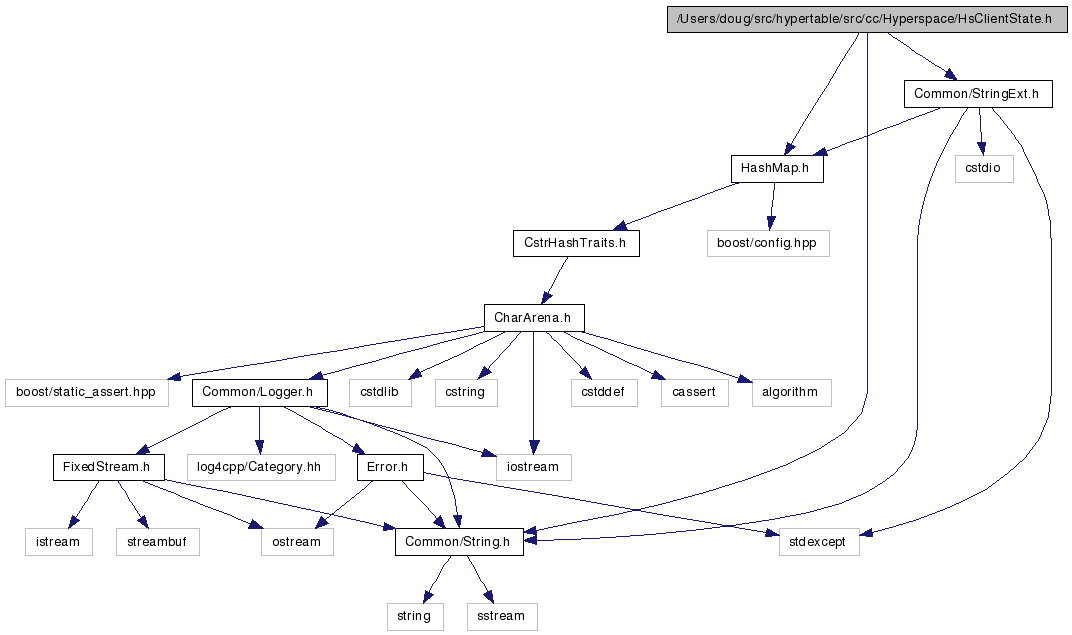 /Users/doug/src/hypertable/src/cc/Hyperspace/HsClientState.h
Common/StringExt.h
HashMap.h
cstdio
CstrHashTraits.h
boost/config.hpp
CharArena.h
boost/static_assert.hpp
Common/Logger.h
cstdlib
cstring
cstddef
cassert
algorithm
FixedStream.h
log4cpp/Category.hh
Error.h
iostream
istream
streambuf
ostream
Common/String.h
stdexcept
string
sstream